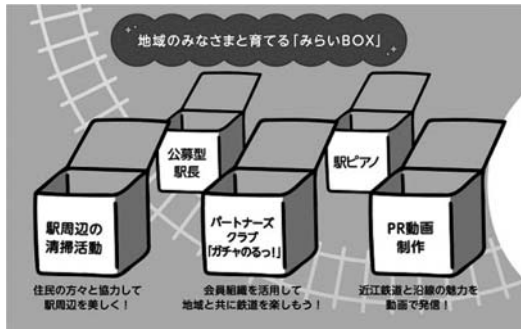 地域のみなさまと育てる「みらいBOX」
公募型
駅長
駅ピアノ
駅周辺の
清掃活動
パートナーズ
クラブ
「ガチャのるっ!」
PR動画
制作
住民の方々と協力して
駅周辺を美しく!
会員組織を活用して
地域と共に鉄道を楽しもう!
近江鉄道と沿線の魅力を
動画で発信!